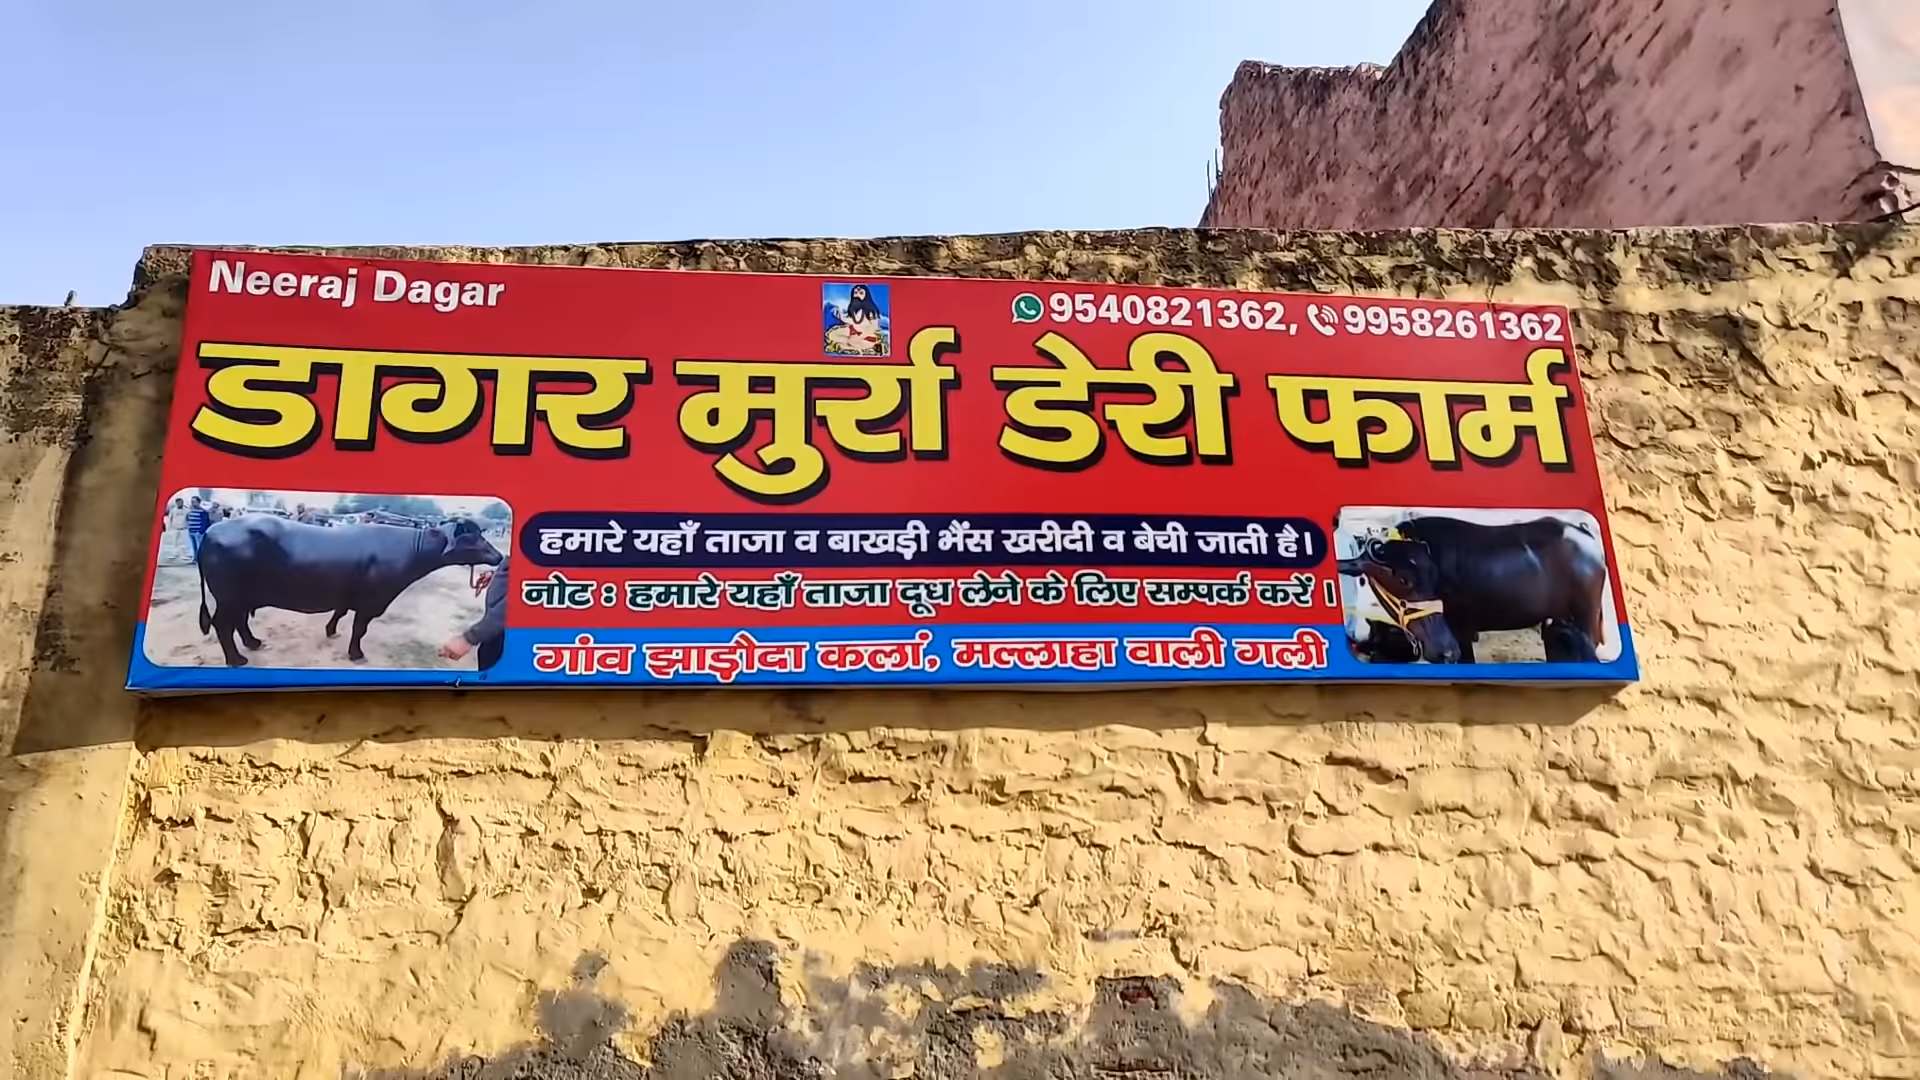 Neeraj Dagar
9540821362, 9958261362
डागर मुर्रा डेरी फार्म
हमारे यहाँ ताजा व बाखड़ी भैंस खरीदी व बेची जाती है।
नोट : हमारे यहाँ ताजा दूध लेने के लिए सम्पर्क करें ।
गांव झाड़ौदा कलां, मल्लाहा वाली गली